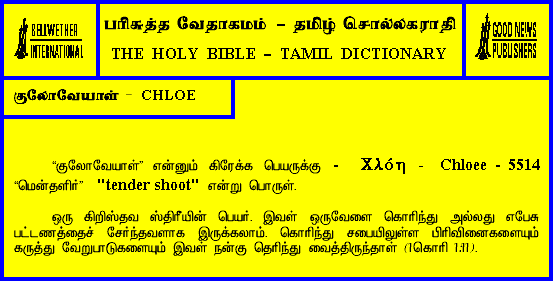 BELLWETHER
INTERNATIONAL
பரிசுத்த வேதாகமம் – தமிழ் சொல்லகராதி
THE HOLY BIBLE – TAMIL DICTIONARY
GOOD NEWS
PUBLISHERS
குலோவேயாள் - CHLOE
“குலோவேயாள்” என்னும் கிரேக்க பெயருக்கு - Χλόη - Chloee - 5514
“மென்தளிர்” "tender shoot" என்று பொருள்.
ஒரு கிறிஸ்தவ ஸ்திரீயின் பெயர். இவள் ஒருவேளை கொரிந்து அல்லது எபேசு
பட்டணத்தைச் சேர்ந்தவளாக இருக்கலாம். கொரிந்து சபையிலுள்ள பிரிவினைகளையும்
கருத்து வேறுபாடுகளையும் இவள் நன்கு தெரிந்து வைத்திருந்தாள் (1கொரி 1:11).